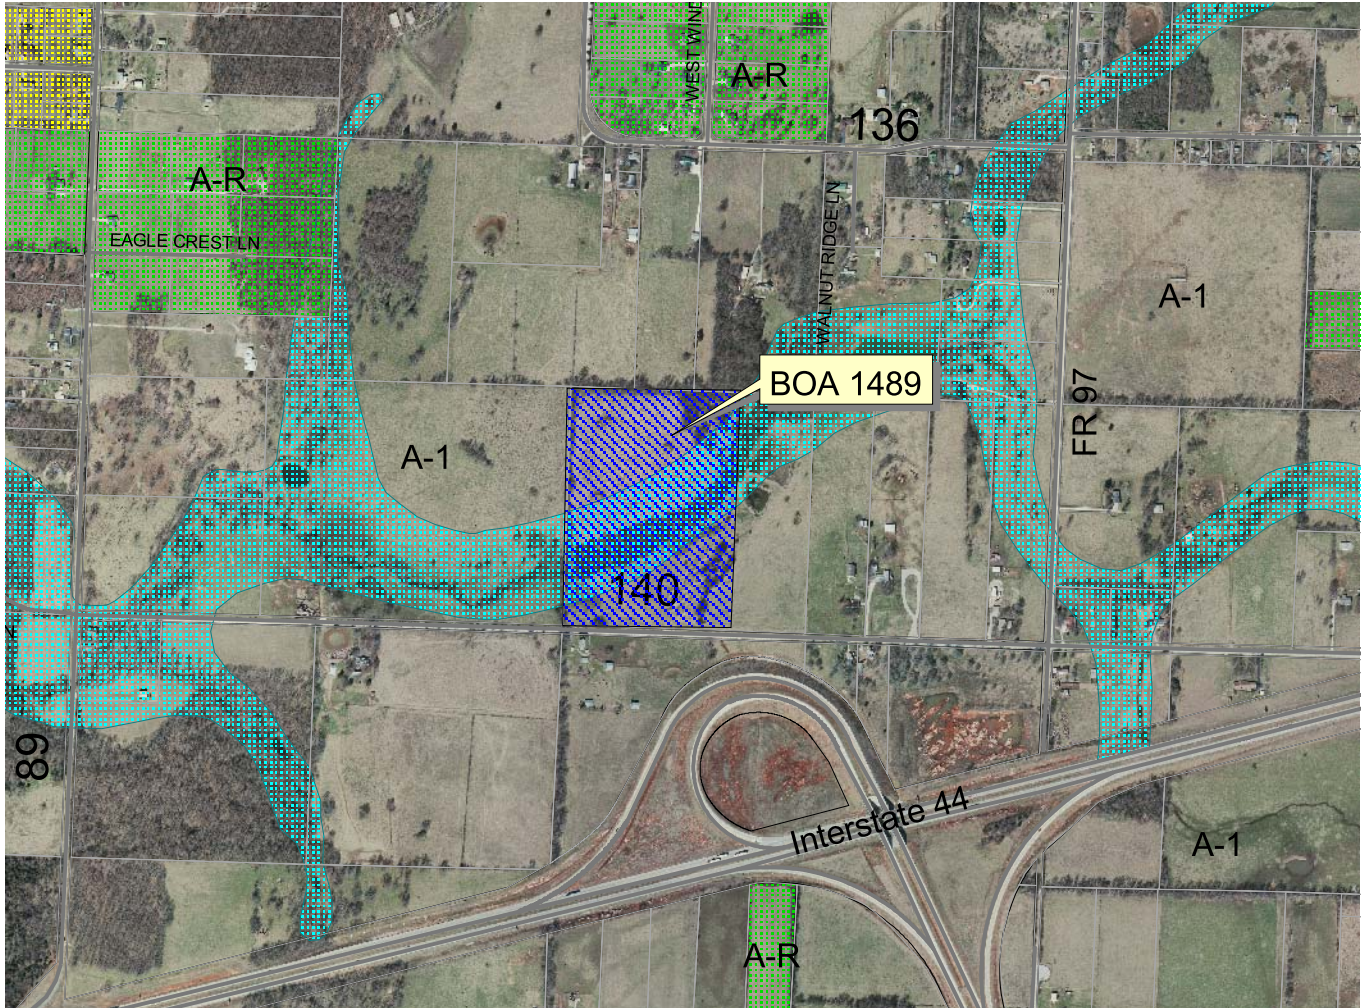 WEST WIND
A-R
136
A-R
EAGLE CREST LN
WALNUT RIDGE LN
A-1
BOA 1489
FR 97
A-1
140
89
Interstate 44
A-1
A-R